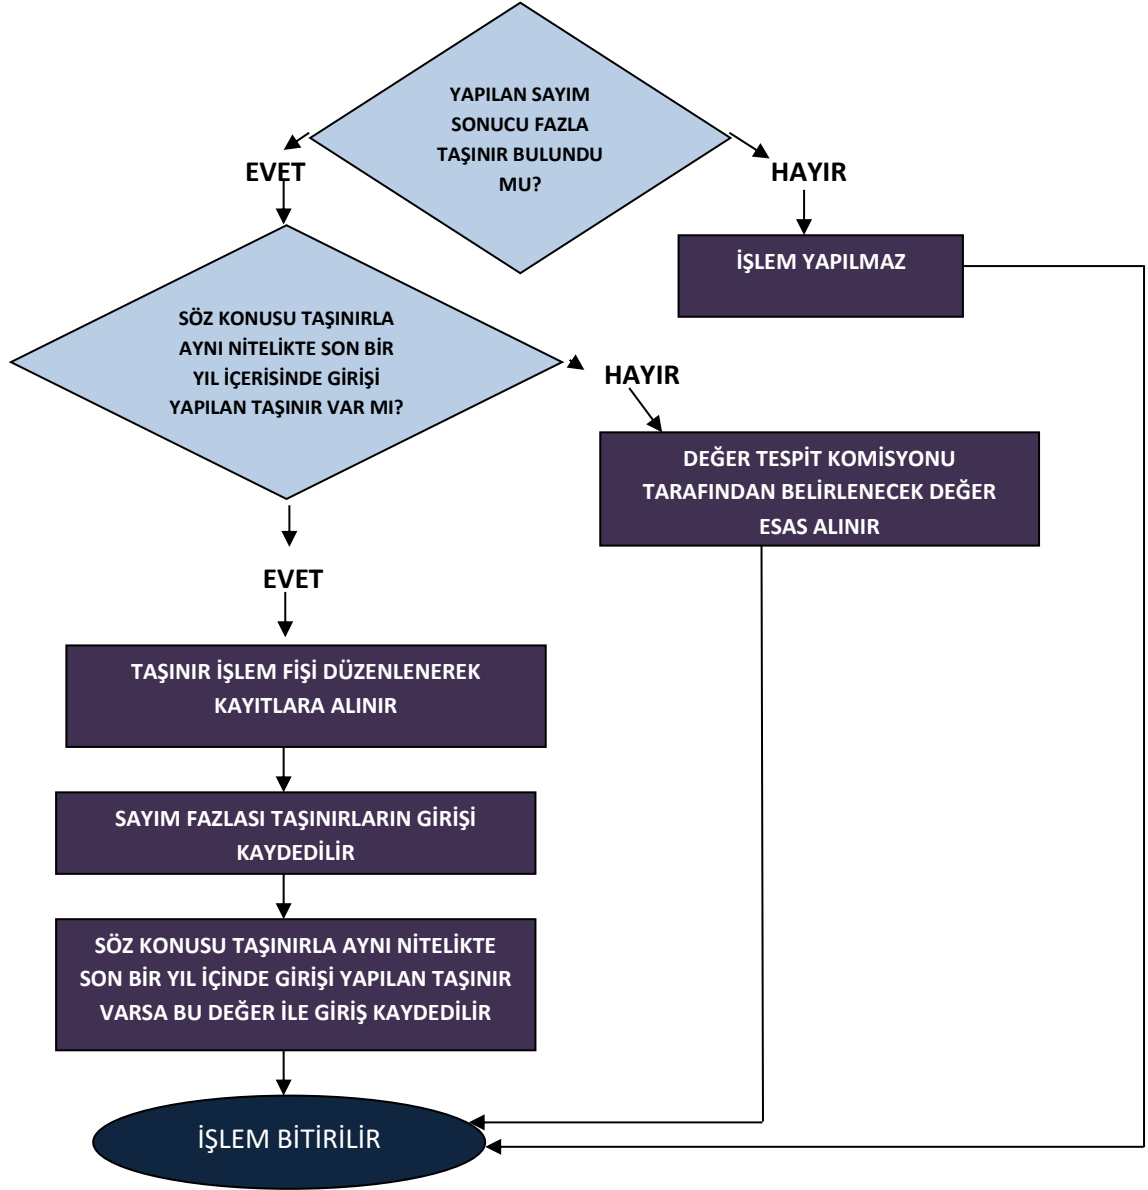 YAPILAN SAYIM
SONUCU FAZLA
TAŞINIR BULUNDU
MU?
EVET
HAYIR
İŞLEM YAPILMAZ
SÖZ KONUSU TAŞINIRLA
AYNI NİTELİKTE SON BİR
YIL İÇERİSİNDE GİRİŞİ
YAPILAN TAŞINIR VAR MI?
HAYIR
DEĞER TESPİT KOMİSYONU
TARAFINDAN BELİRLENECEK DEĞER
ESAS ALINIR
EVET
TAŞINIR İŞLEM FİŞİ DÜZENLENEREK
KAYITLARA ALINIR
SAYIM FAZLASI TAŞINIRLARIN GİRİŞİ
KAYDEDİLİR
SÖZ KONUSU TAŞINIRLA AYNI NİTELİKTE
SON BİR YIL İÇİNDE GİRİŞİ YAPILAN TAŞINIR
VARSA BU DEĞER İLE GİRİŞ KAYDEDİLİR
İŞLEM BİTİRİLİR